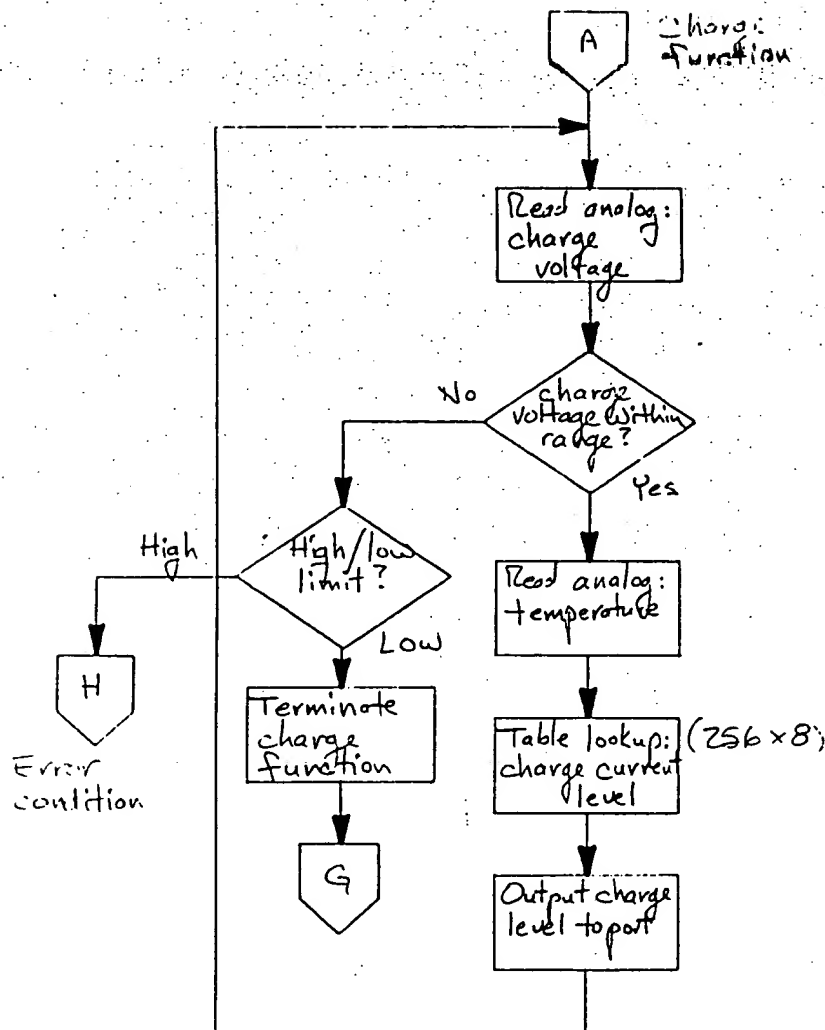 A
Charge
function
Read analog:
charge
voltage
charge
voltage within
range?
No
Yes
High/low
limit?
High
Low
Read analog:
temperature
H
Error
condition
Terminate
charge
function
Table lookup: (256 x 8)
charge current
level
G
Output charge
level to port